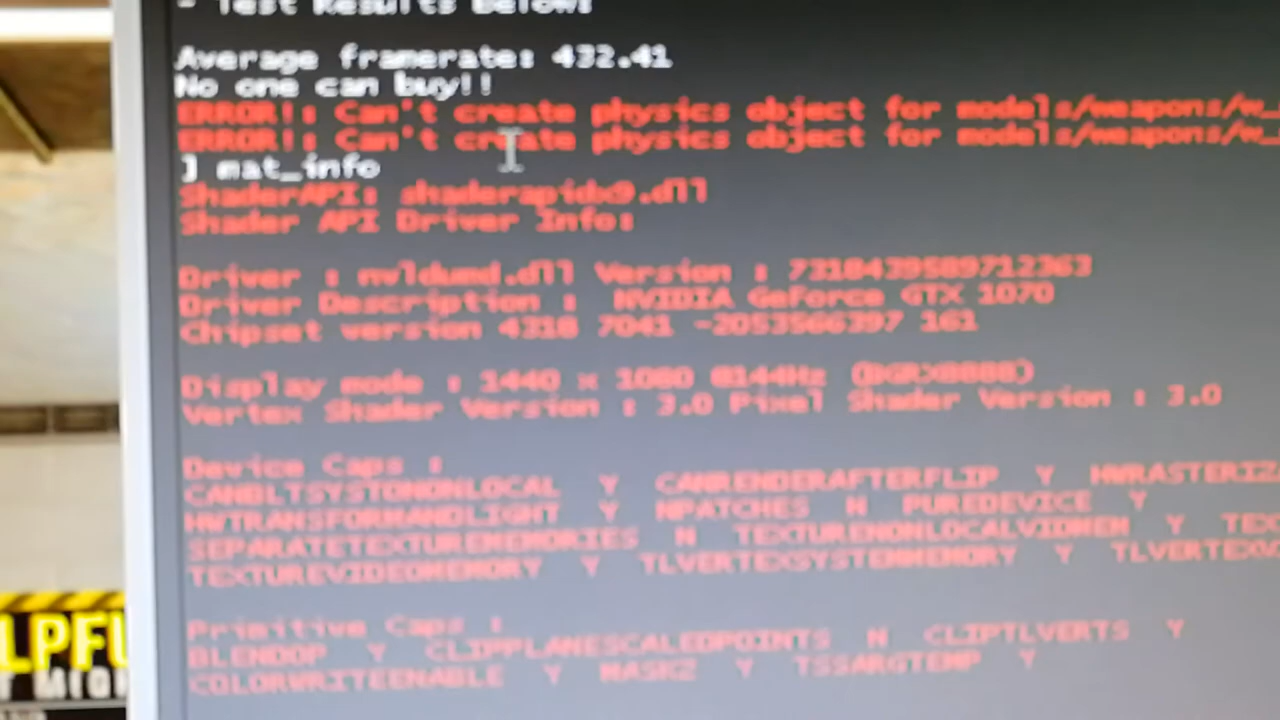 - Test Results Below:
Average framerate: 432.41
No one can buy!!
ERROR!: Can't create physics object for models/weapons/w_
ERROR!: Can't create physics object for models/weapons/w_
] mat_info
ShaderAPI: shaderapidx9.dll
Shader API Driver Info:
Driver : nvldumd.dll Version : 7318439589712363
Driver Description : NVIDIA GeForce GTX 1070
Chipset version 4318 7041 -2053566397 161
Display mode : 1440 x 1080 @144Hz (BGRX8888)
Vertex Shader Version : 3.0 Pixel Shader Version : 3.0
Device Caps :
CANBLTSYSTONONLOCAL Y CANRENDERAFTERFLIP Y HWRASTERIZA
HWTRANSFORMANDLIGHT Y NPATCHES N PUREDEVICE Y
SEPARATETEXTUREMEMORIES N TEXTURENONLOCALVIDMEM Y TEX
TEXTUREVIDEOMEMORY Y TLVERTEXSYSTEMMEMORY Y TLVERTEXV
Primitive Caps :
BLENDOP Y CLIPPLANESCALEDPOINTS N CLIPTLVERTS Y
COLORWRITEENABLE Y MASKZ Y TSSARGTEMP Y
LPFU
MIGH